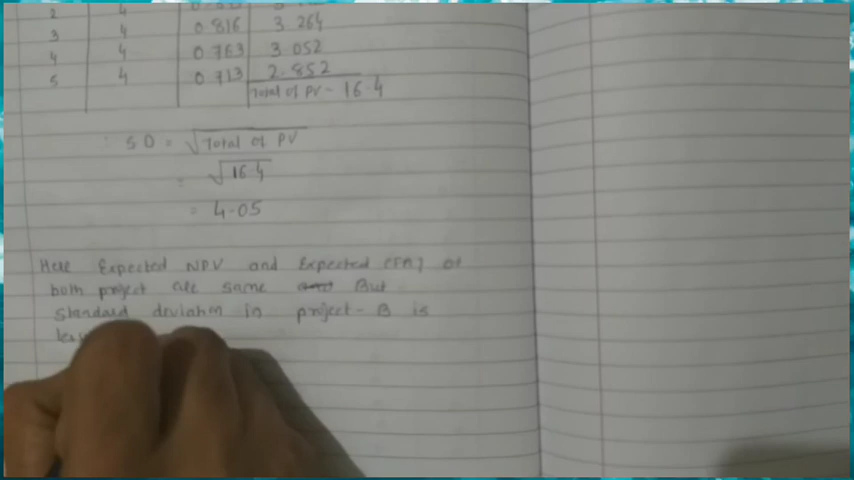 2 4
3 4 0.816 3.264
4 4 0.763 3.052
5 4 0.713 2.852
Total of PV - 16.4
∴ SD = √Total of PV
= √16.4
= 4.05
Here Expected NPV and Expected CFAT of
both project are same But
Standard deviation in project - B is